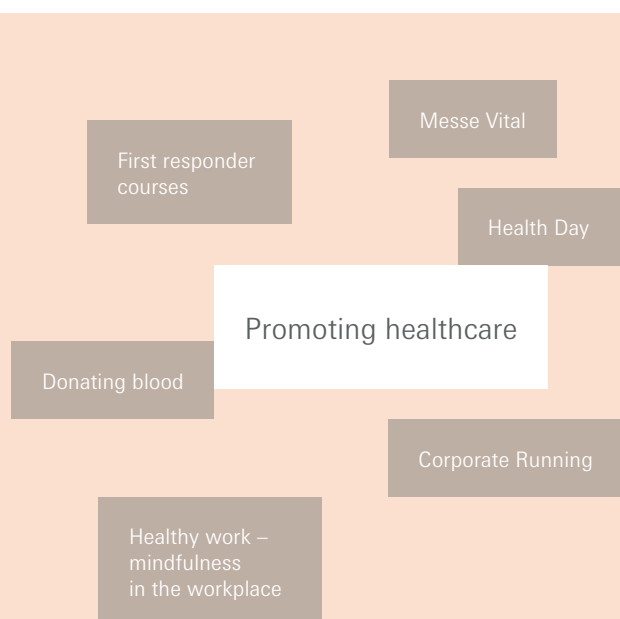 Messe Vital
First responder
courses
Health Day
Promoting healthcare
Donating blood
Corporate Running
Healthy work –
mindfulness
in the workplace